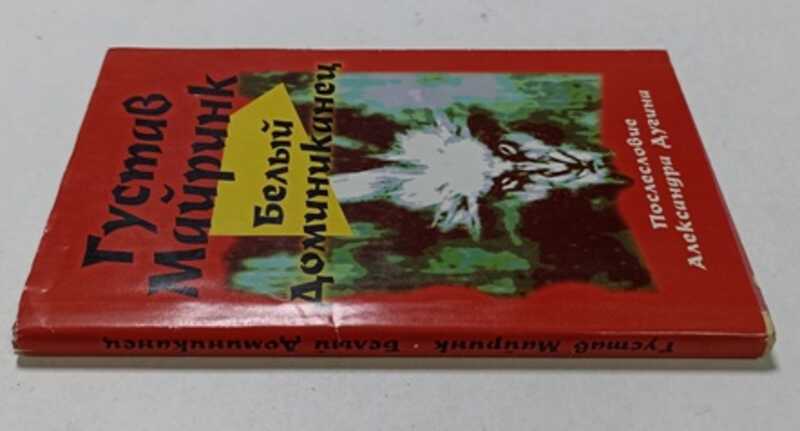 Густав
Майринк
Белый
Доминиканец
Послесловие
Александра Дугина
Густав Майринк · Белый Доминиканец